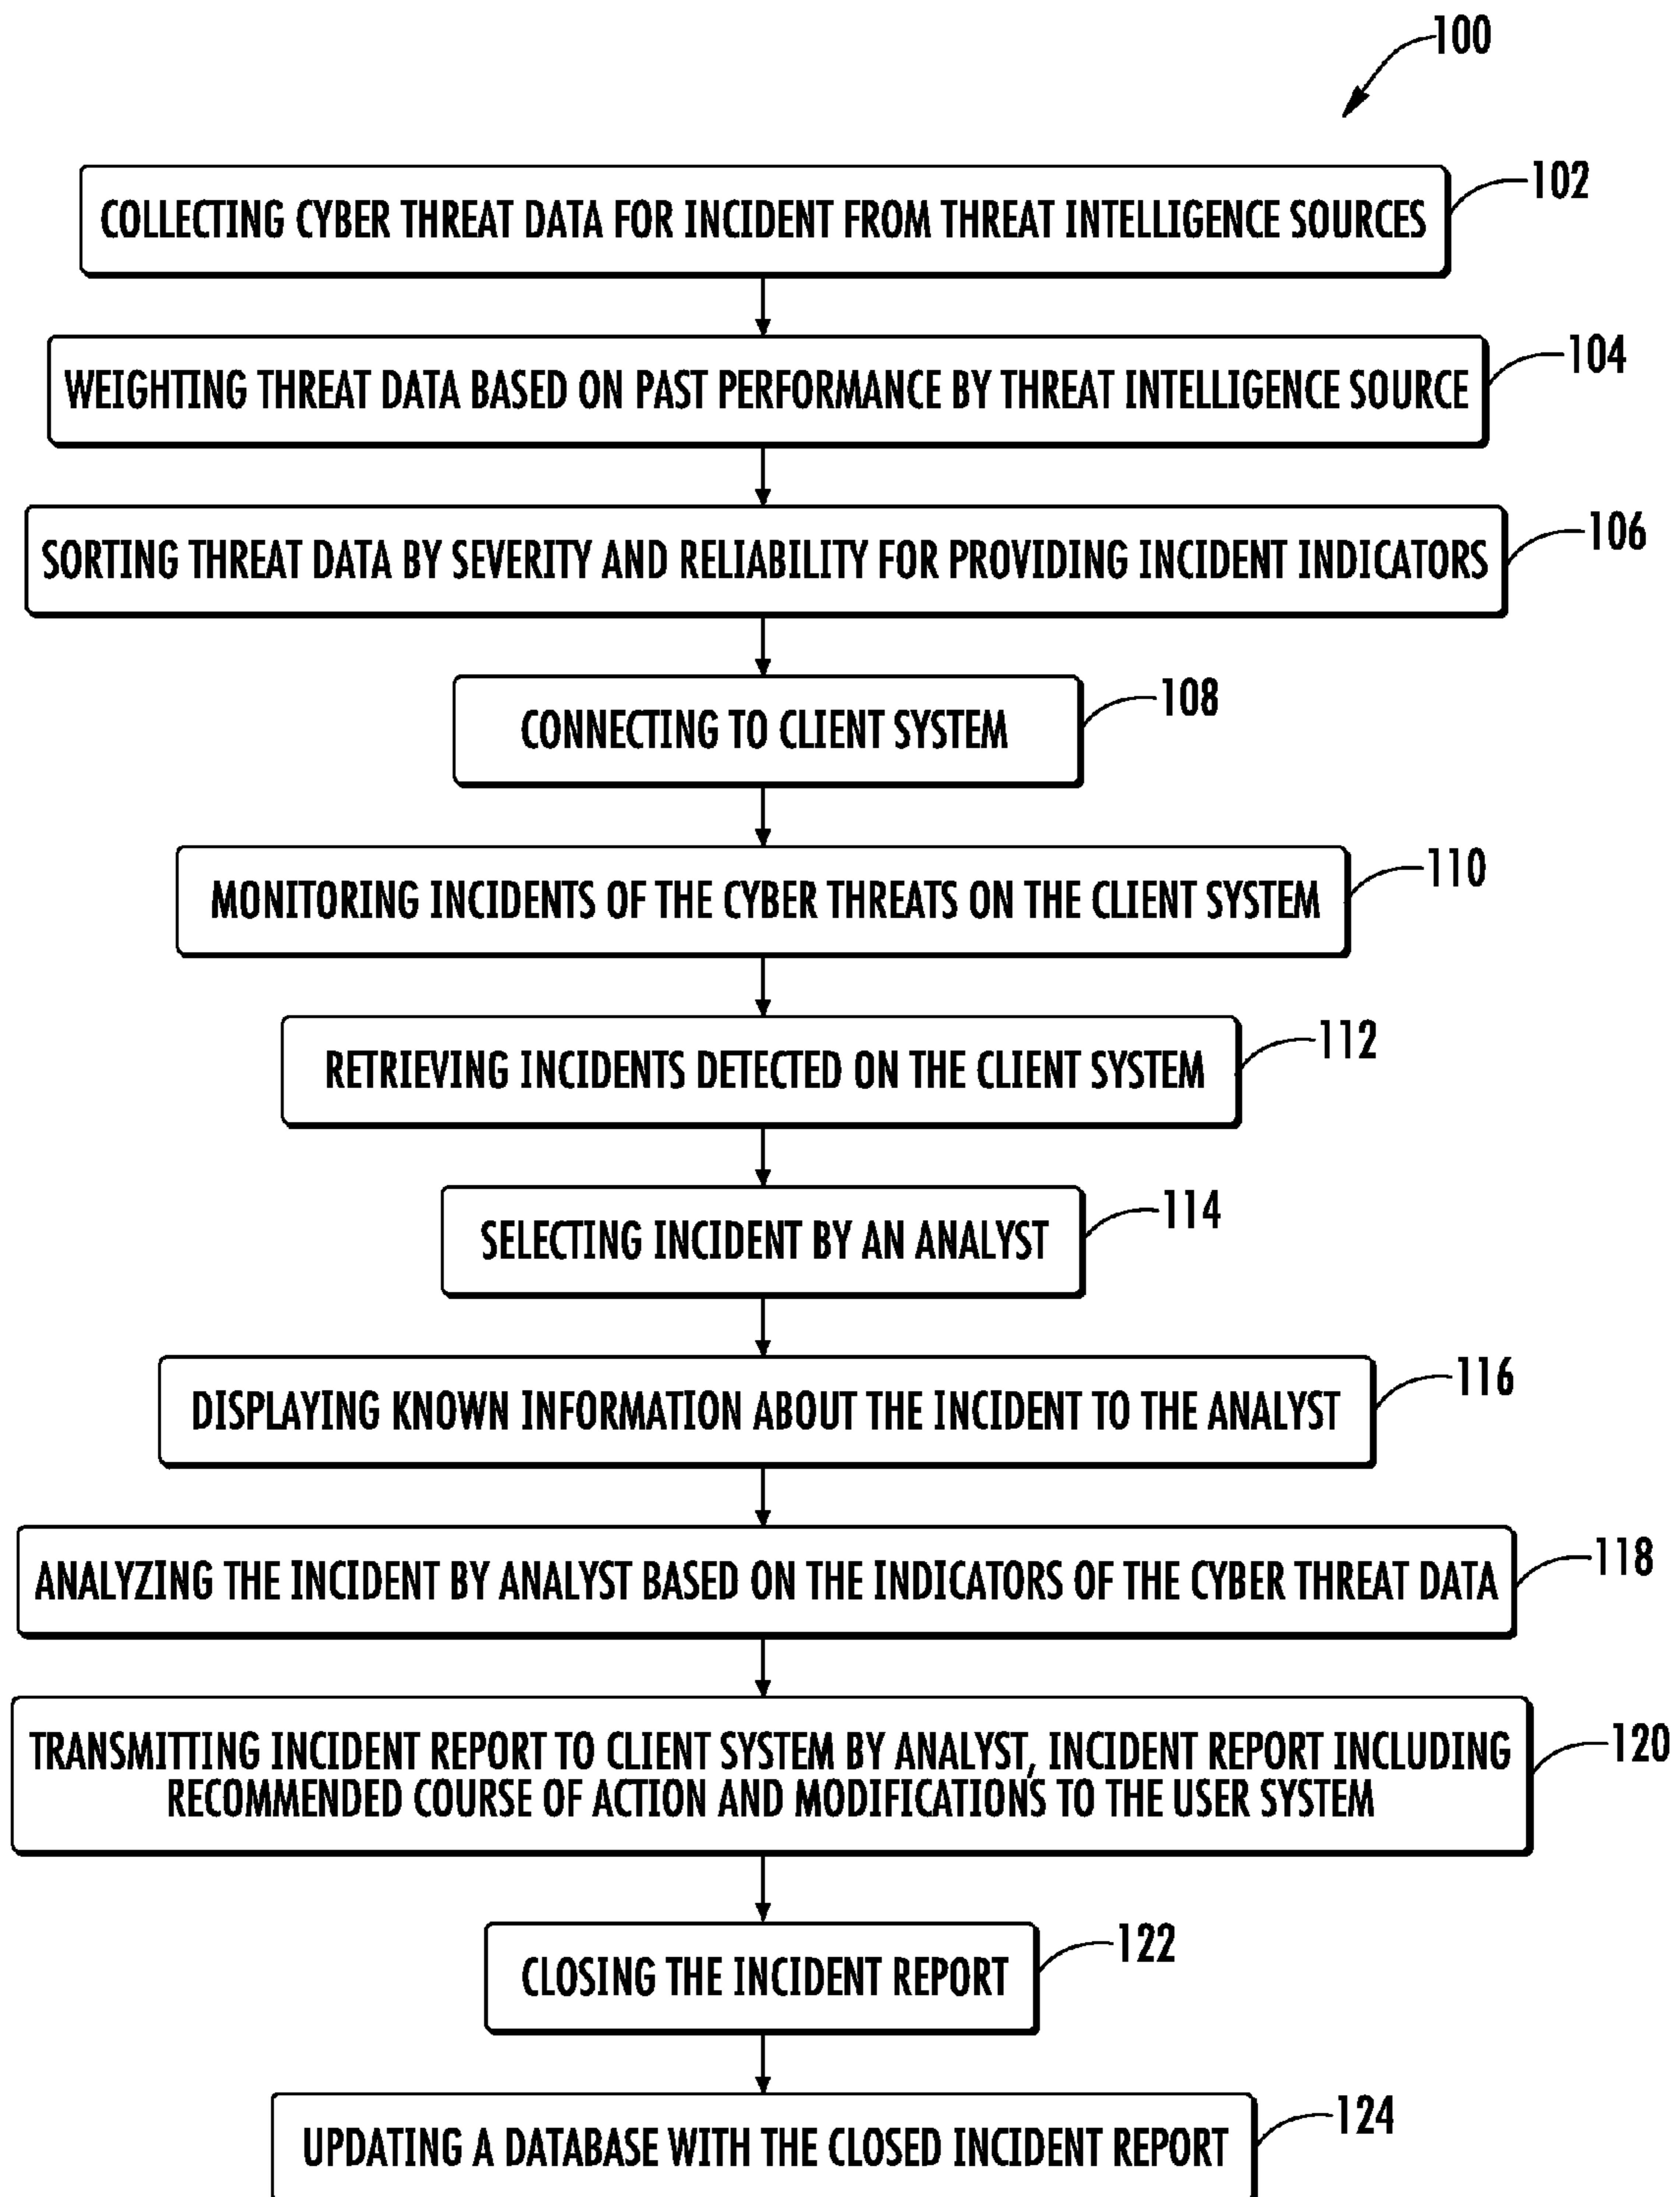 100
COLLECTING CYBER THREAT DATA FOR INCIDENT FROM THREAT INTELLIGENCE SOURCES
102
WEIGHTING THREAT DATA BASED ON PAST PERFORMANCE BY THREAT INTELLIGENCE SOURCE
104
SORTING THREAT DATA BY SEVERITY AND RELIABILITY FOR PROVIDING INCIDENT INDICATORS
106
CONNECTING TO CLIENT SYSTEM
108
MONITORING INCIDENTS OF THE CYBER THREATS ON THE CLIENT SYSTEM
110
RETRIEVING INCIDENTS DETECTED ON THE CLIENT SYSTEM
112
SELECTING INCIDENT BY AN ANALYST
114
DISPLAYING KNOWN INFORMATION ABOUT THE INCIDENT TO THE ANALYST
116
ANALYZING THE INCIDENT BY ANALYST BASED ON THE INDICATORS OF THE CYBER THREAT DATA
118
TRANSMITTING INCIDENT REPORT TO CLIENT SYSTEM BY ANALYST, INCIDENT REPORT INCLUDING
RECOMMENDED COURSE OF ACTION AND MODIFICATIONS TO THE USER SYSTEM
120
CLOSING THE INCIDENT REPORT
122
UPDATING A DATABASE WITH THE CLOSED INCIDENT REPORT
124